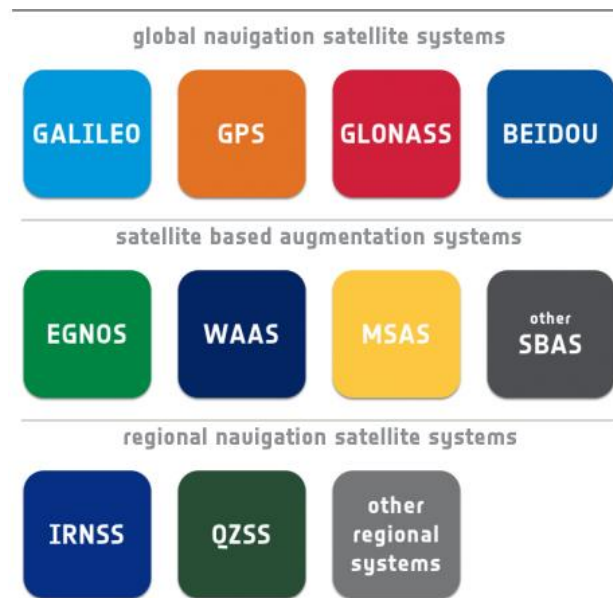 global navigation satellite systems
GALILEO GPS GLONASS BEIDOU
satellite based augmentation systems
EGNOS WAAS MSAS other SBAS
regional navigation satellite systems
IRNSS QZSS other regional systems